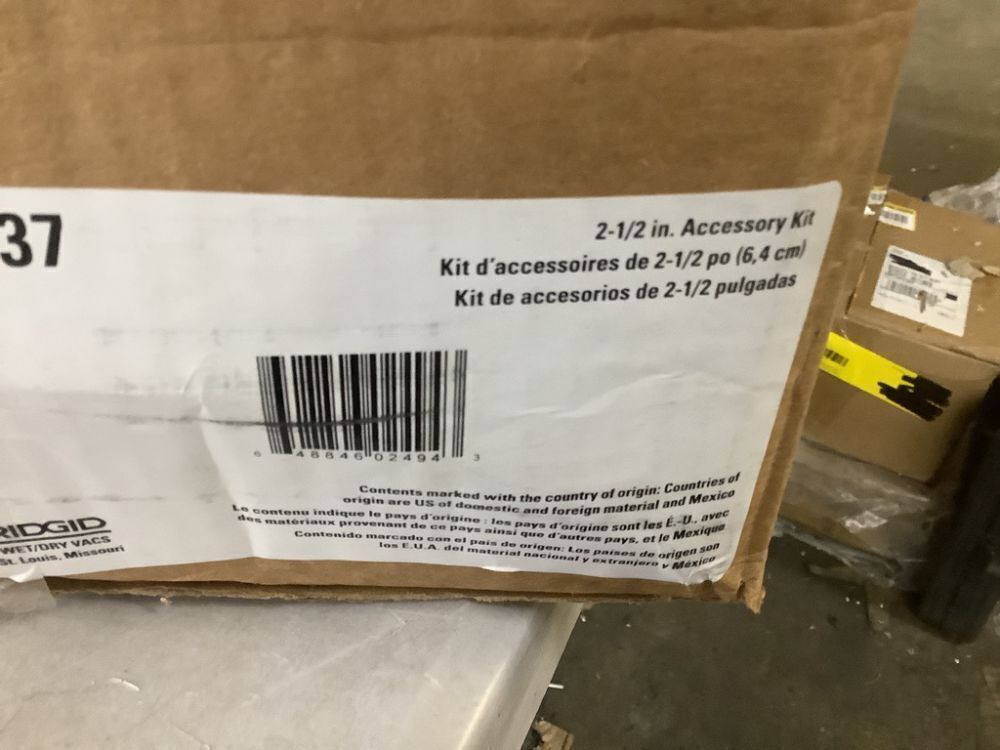 37
2-1/2 in. Accessory Kit
Kit d'accessoires de 2-1/2 po (6,4 cm)
Kit de accesorios de 2-1/2 pulgadas
6 48846 02494 3
Contents marked with the country of origin: Countries of
origin are US of domestic and foreign material and Mexico
Le contenu indique le pays d'origine : les pays d'origine sont les É.-U., avec
des matériaux provenant de ce pays ainsi que d'autres pays, et le Mexique
Contenido marcado con el país de origen: Los países de origen son
los E.U.A. del material nacional y extranjero y México
RIDGID
WET/DRY VACS
St. Louis, Missouri